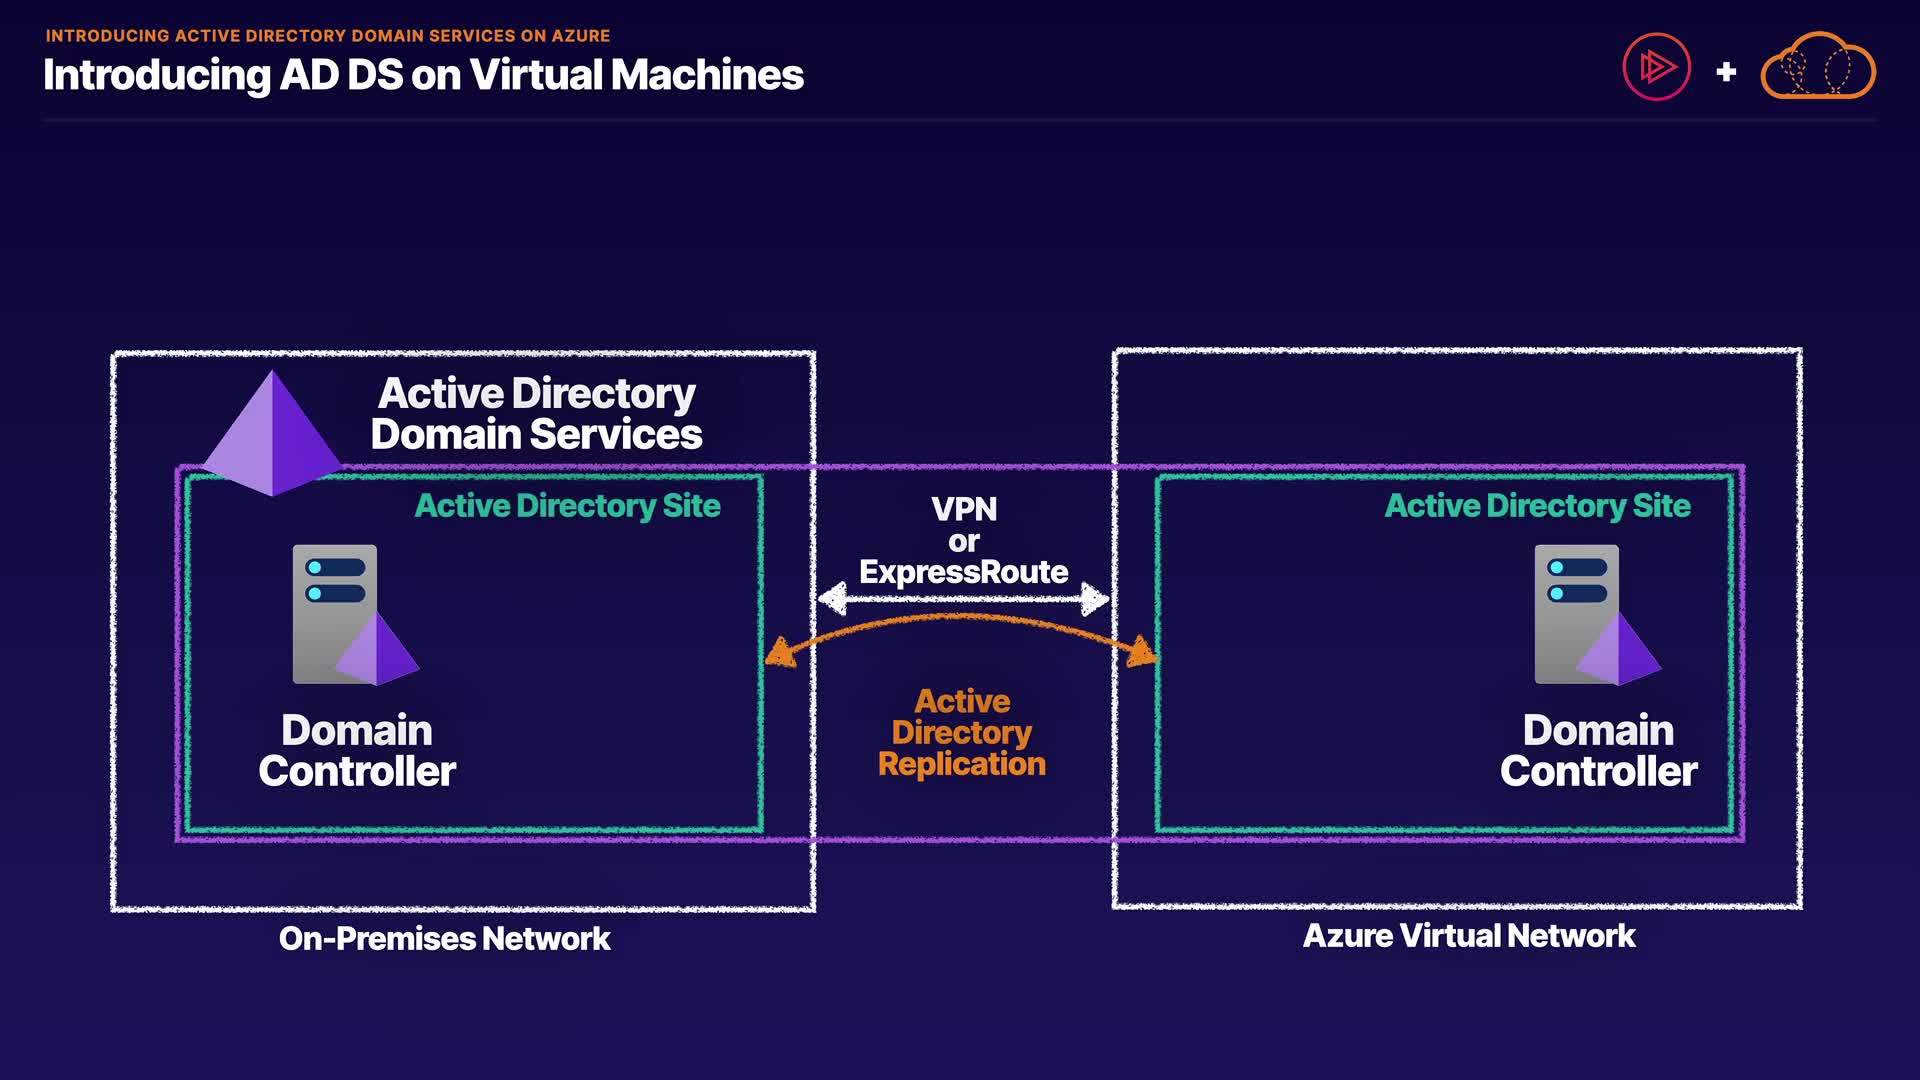 INTRODUCING ACTIVE DIRECTORY DOMAIN SERVICES ON AZURE
Introducing AD DS on Virtual Machines
+
Active Directory
Domain Services
Active Directory Site
Domain
Controller
On-Premises Network
VPN
or
ExpressRoute
Active
Directory
Replication
Active Directory Site
Domain
Controller
Azure Virtual Network